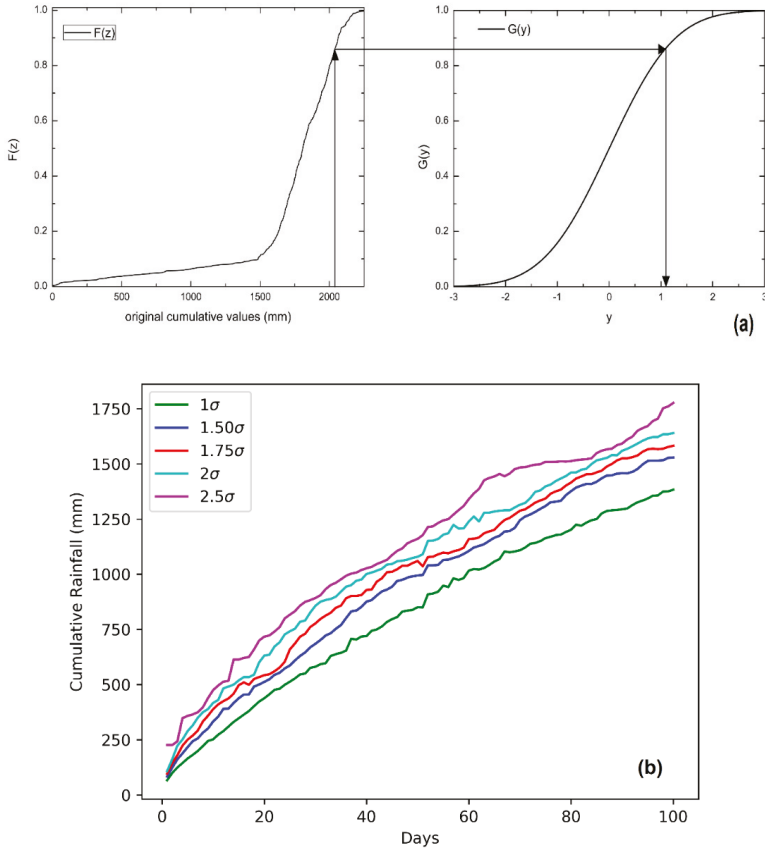 F(z)
1.0
0.8
0.6
0.4
0.2
0.0
F(z)
0 500 1000 1500 2000
original cumulative values (mm)
G(y)
1.0
0.8
0.4
0.2
0.0
G(y)
-3 -2 -1 0 1 2 3
y
(a)
1σ
1.50σ
1.75σ
2σ
2.5σ
1750
1500
1250
1000
750
500
250
0
Cumulative Rainfall (mm)
0 20 40 60 80 100
Days
(b)